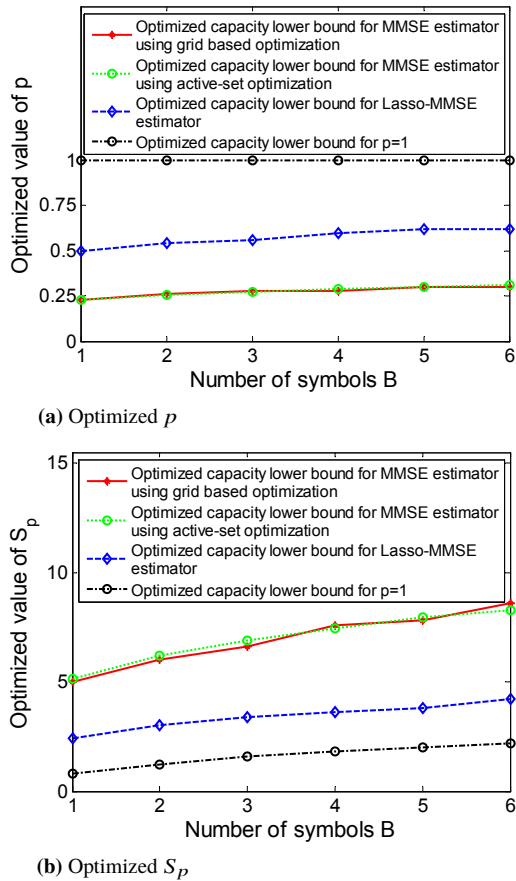 Optimized capacity lower bound for MMSE estimator
using grid based optimization
Optimized capacity lower bound for MMSE estimator
using active-set optimization
Optimized capacity lower bound for Lasso-MMSE
estimator
Optimized capacity lower bound for p=1
Optimized value of p
1
0.75
0.5
0.25
0
1 2 3 4 5 6
Number of symbols B
(a) Optimized p
15
10
5
0
Optimized value of S_p
Optimized capacity lower bound for MMSE estimator
using grid based optimization
Optimized capacity lower bound for MMSE estimator
using active-set optimization
Optimized capacity lower bound for Lasso-MMSE
estimator
Optimized capacity lower bound for p=1
1 2 3 4 5 6
Number of symbols B
(b) Optimized S_p